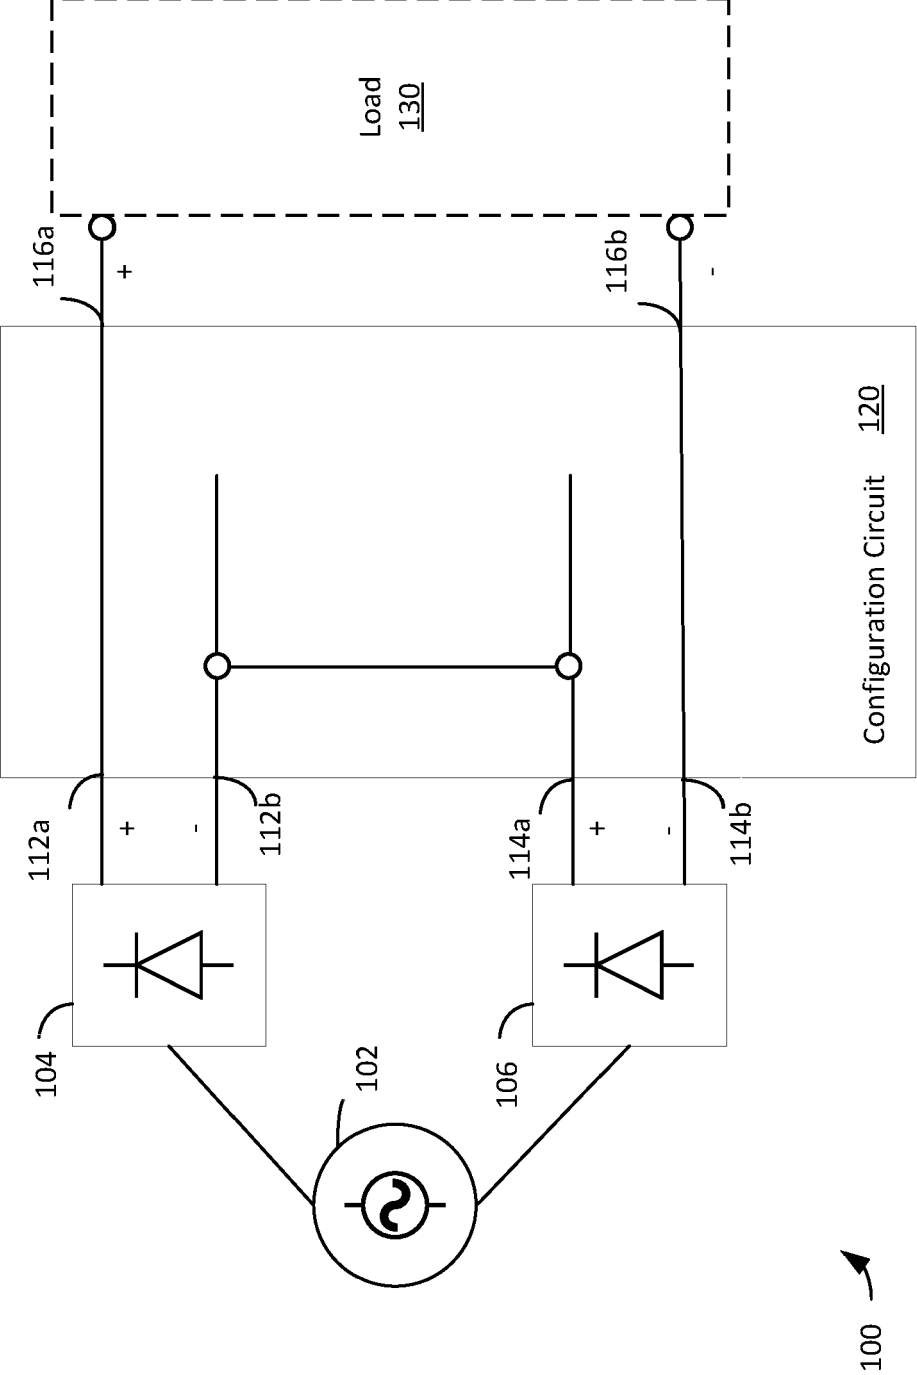 100
102
104
106
112a
+
-
112b
114a
+
-
114b
Configuration Circuit
120
116a
+
116b
-
Load
130